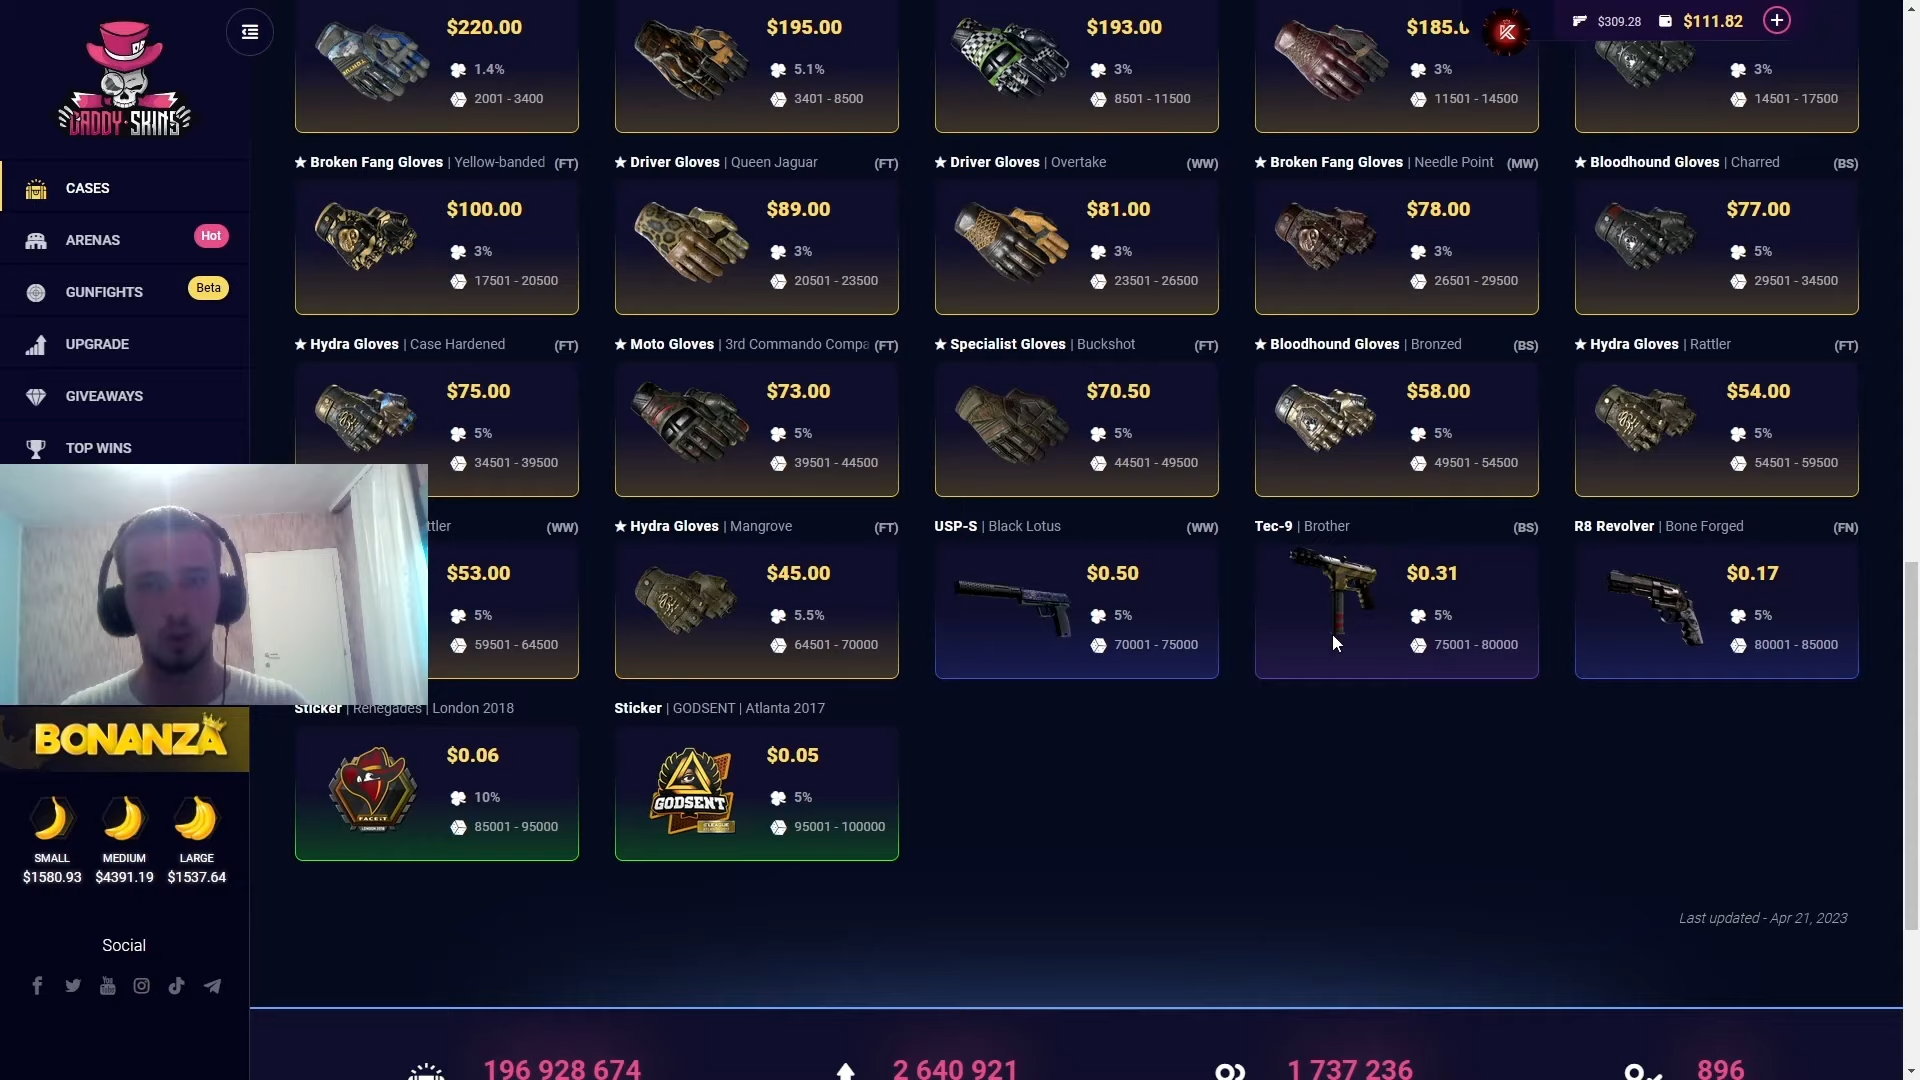 $220.00
$195.00
$193.00
$185.0
$309.28
$111.82
1.4%
5.1%
3%
3%
3%
2001 - 3400
3401 - 8500
8501 - 11500
11501 - 14500
14501 - 17500
DADDY SKINS
CASES
ARENAS
Hot
GUNFIGHTS
Beta
UPGRADE
GIVEAWAYS
TOP WINS
★ Broken Fang Gloves | Yellow-banded (FT)
★ Driver Gloves | Queen Jaguar (FT)
★ Driver Gloves | Overtake (WW)
★ Broken Fang Gloves | Needle Point (MW)
★ Bloodhound Gloves | Charred (BS)
$100.00
$89.00
$81.00
$78.00
$77.00
3%
3%
3%
3%
5%
17501 - 20500
20501 - 23500
23501 - 26500
26501 - 29500
29501 - 34500
★ Hydra Gloves | Case Hardened (FT)
★ Moto Gloves | 3rd Commando Compa (FT)
★ Specialist Gloves | Buckshot (FT)
★ Bloodhound Gloves | Bronzed (BS)
★ Hydra Gloves | Rattler (FT)
$75.00
$73.00
$70.50
$58.00
$54.00
5%
5%
5%
5%
5%
34501 - 39500
39501 - 44500
44501 - 49500
49501 - 54500
54501 - 59500
ttler (WW)
★ Hydra Gloves | Mangrove (FT)
USP-S | Black Lotus (WW)
Tec-9 | Brother (BS)
R8 Revolver | Bone Forged (FN)
$53.00
$45.00
$0.50
$0.31
$0.17
5%
5.5%
5%
5%
5%
59501 - 64500
64501 - 70000
70001 - 75000
75001 - 80000
80001 - 85000
Sticker | Renegades | London 2018
Sticker | GODSENT | Atlanta 2017
$0.06
$0.05
10%
5%
85001 - 95000
95001 - 100000
FACEIT
GODSENT
BONANZA
SMALL
MEDIUM
LARGE
$1580.93
$4391.19
$1537.64
Social
Last updated - Apr 21, 2023
196 928 674
2 640 921
1 737 236
896